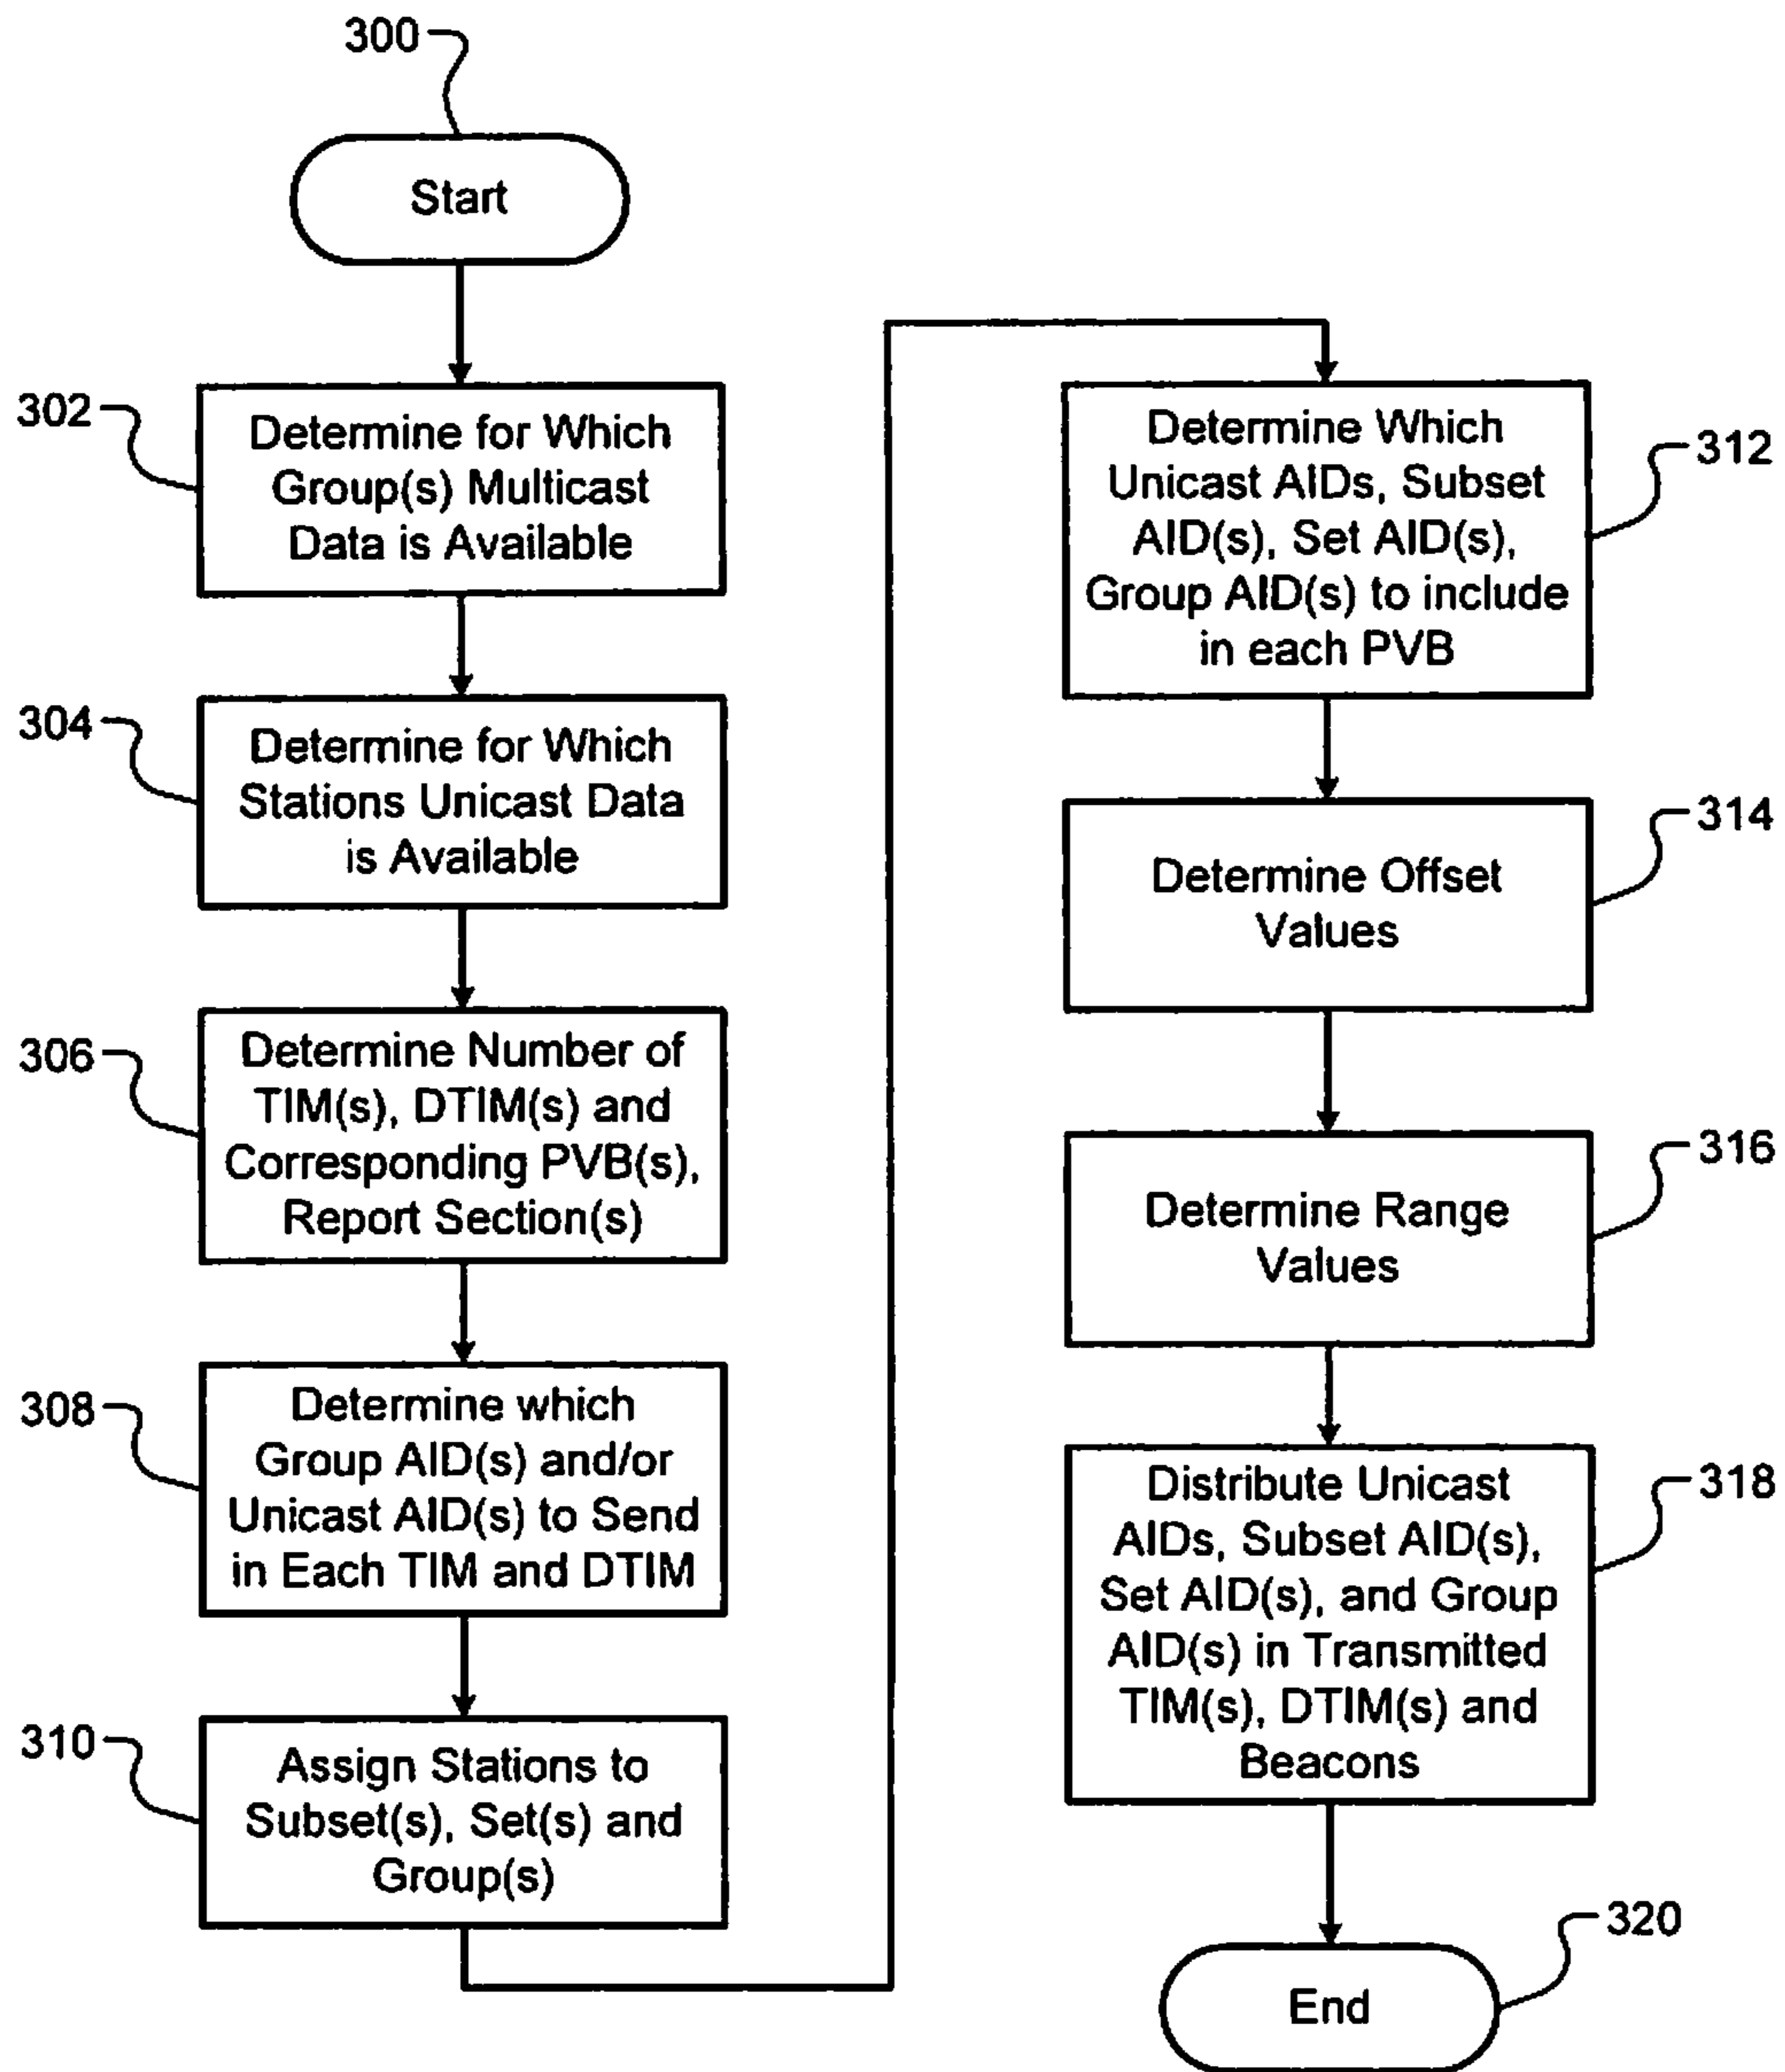 300
Start
302
Determine for Which
Group(s) Multicast
Data is Available
304
Determine for Which
Stations Unicast Data
is Available
306
Determine Number of
TIM(s), DTIM(s) and
Corresponding PVB(s),
Report Section(s)
308
Determine which
Group AID(s) and/or
Unicast AID(s) to Send
in Each TIM and DTIM
310
Assign Stations to
Subset(s), Set(s) and
Group(s)
312
Determine Which
Unicast AIDs, Subset
AID(s), Set AID(s),
Group AID(s) to include
in each PVB
314
Determine Offset
Values
316
Determine Range
Values
318
Distribute Unicast
AIDs, Subset AID(s),
Set AID(s), and Group
AID(s) in Transmitted
TIM(s), DTIM(s) and
Beacons
320
End